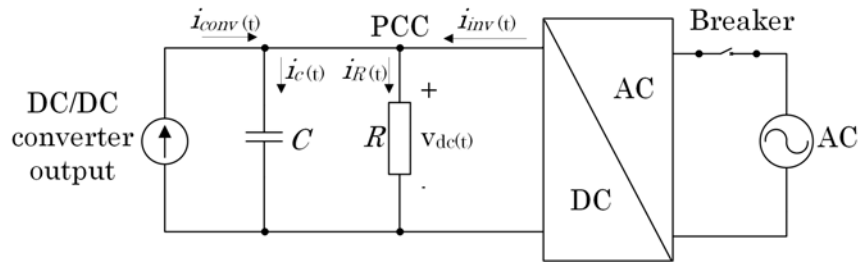 iconv(t)
PCC
iinv(t)
Breaker
ic(t)
iR(t)
+
DC/DC
converter
output
C
R
vdc(t)
-
AC
DC
AC